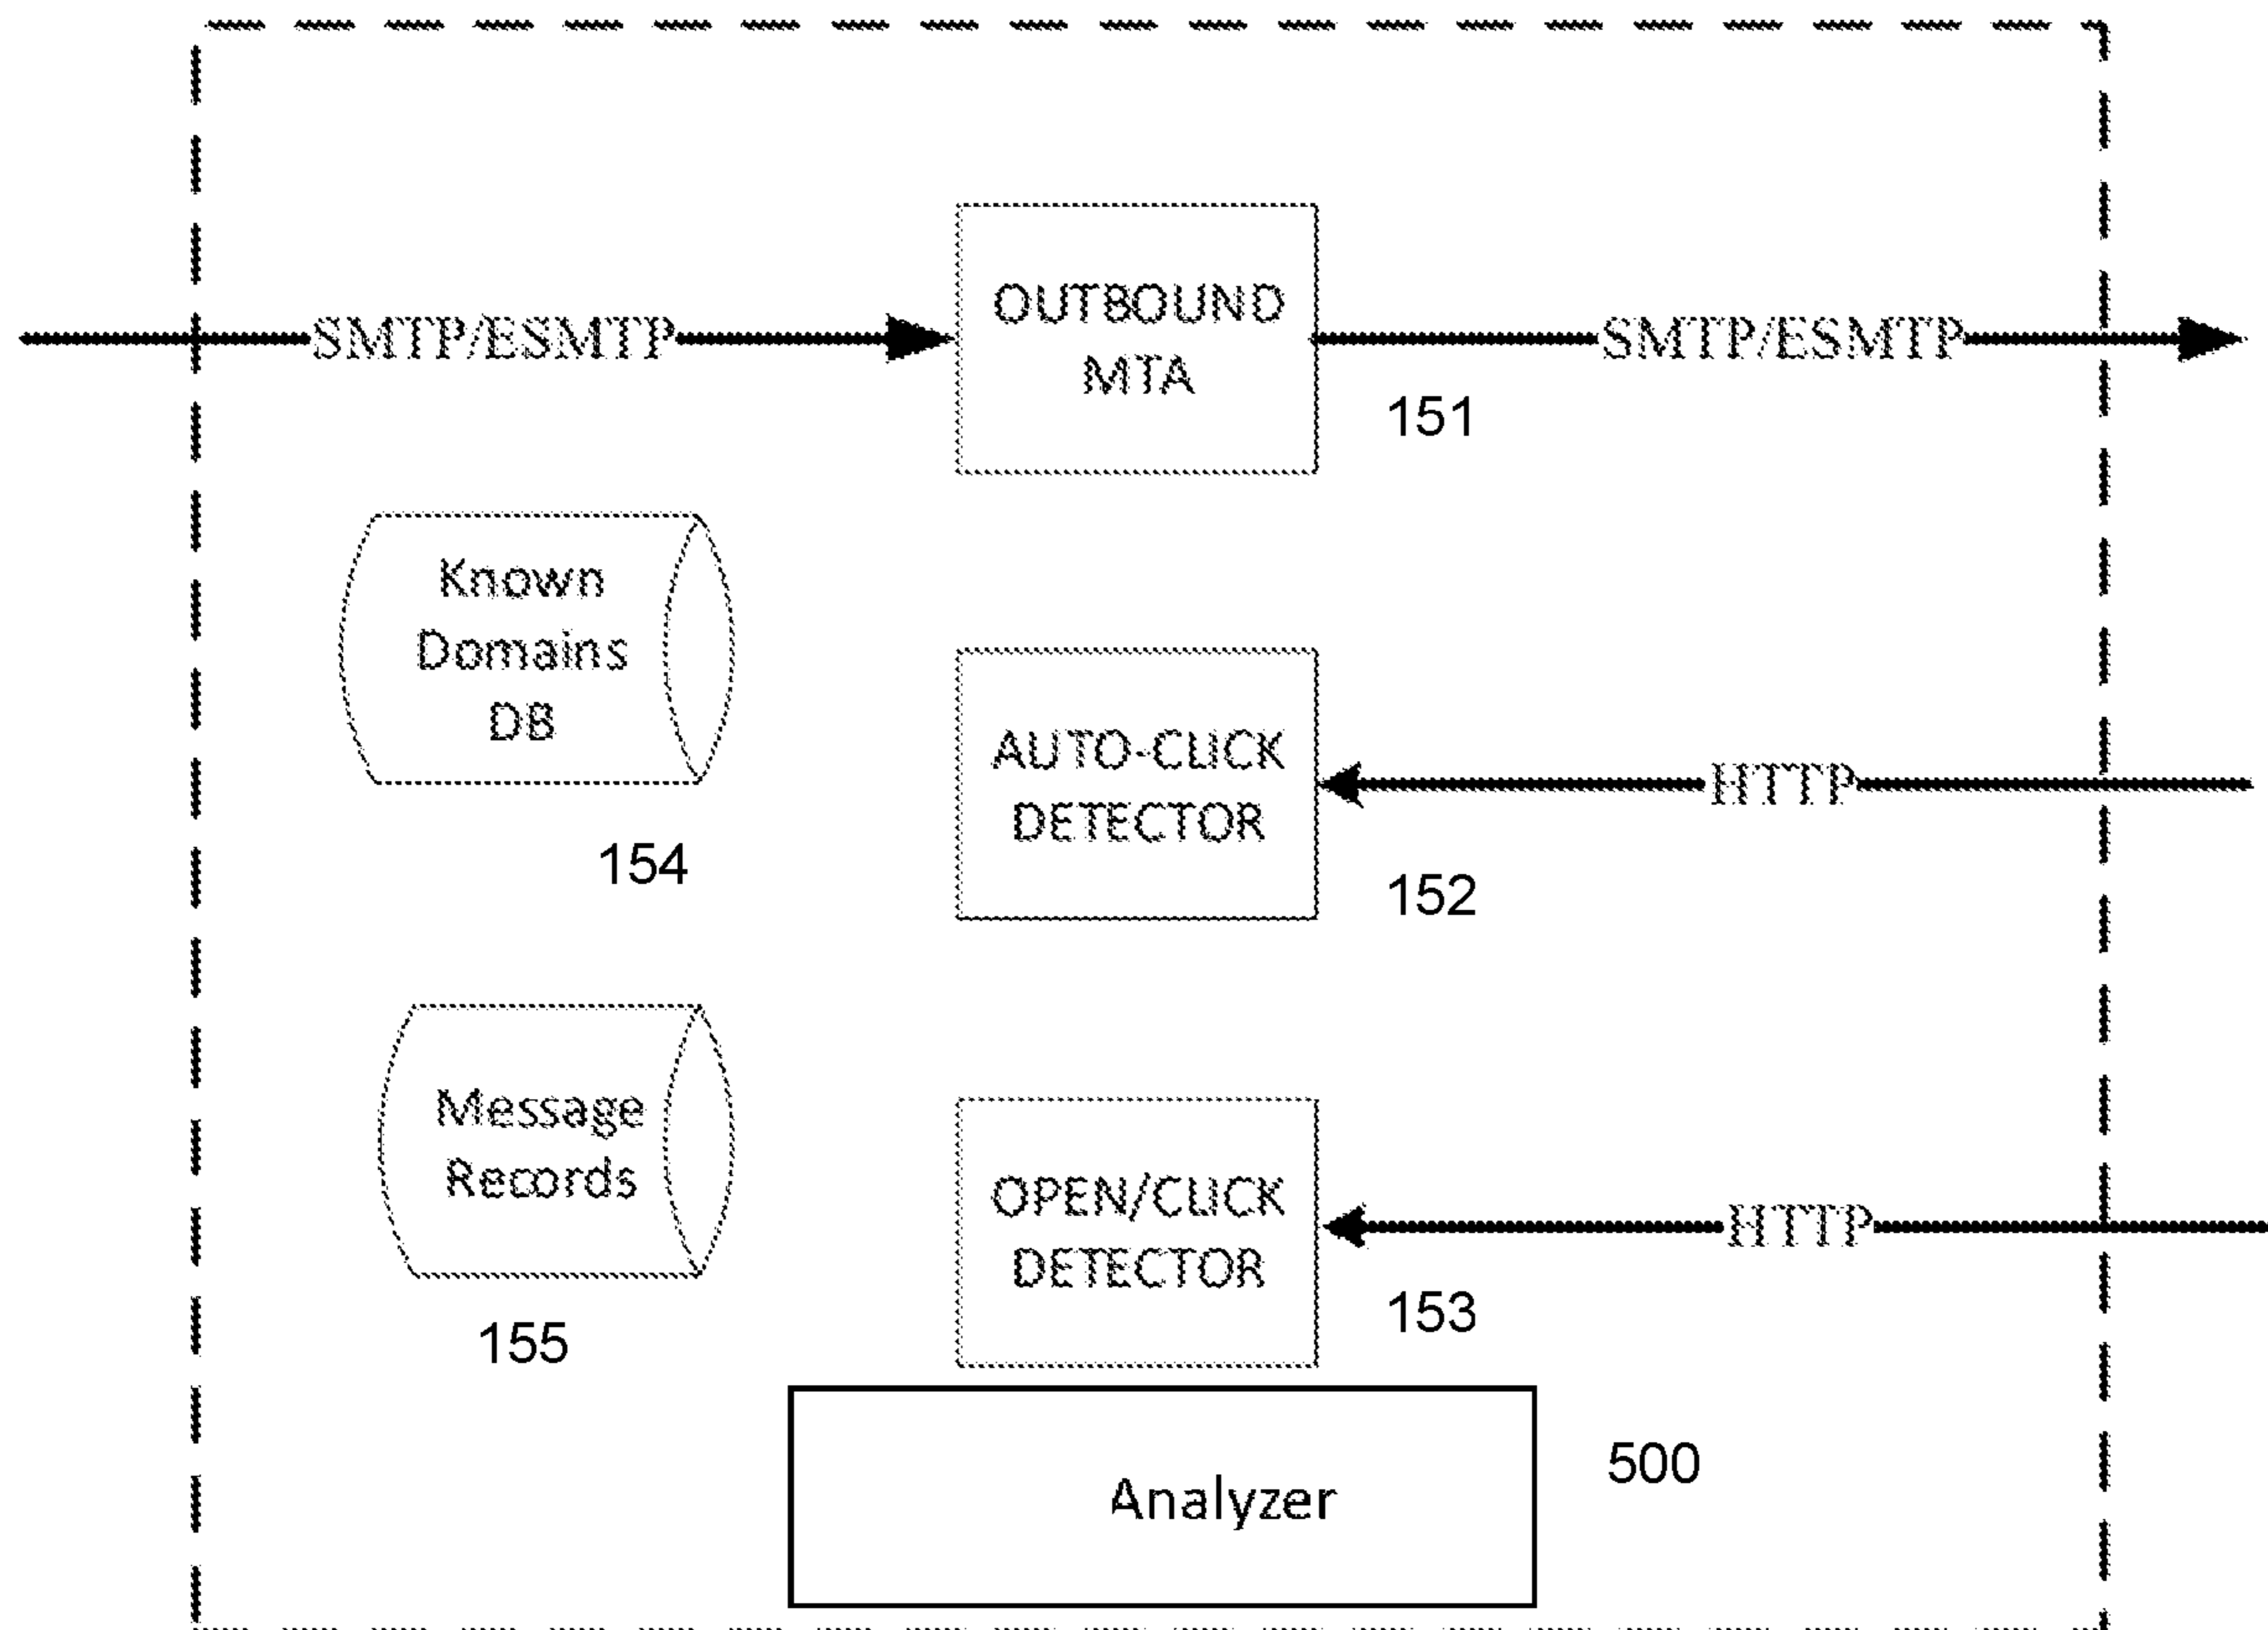 SMTP/ESMTP
OUTBOUND
MTA
SMTP/ESMTP
151
Known
Domains
DB
154
AUTO-CLICK
DETECTOR
HTTP
152
Message
Records
155
OPEN/CLICK
DETECTOR
HTTP
153
Analyzer
500